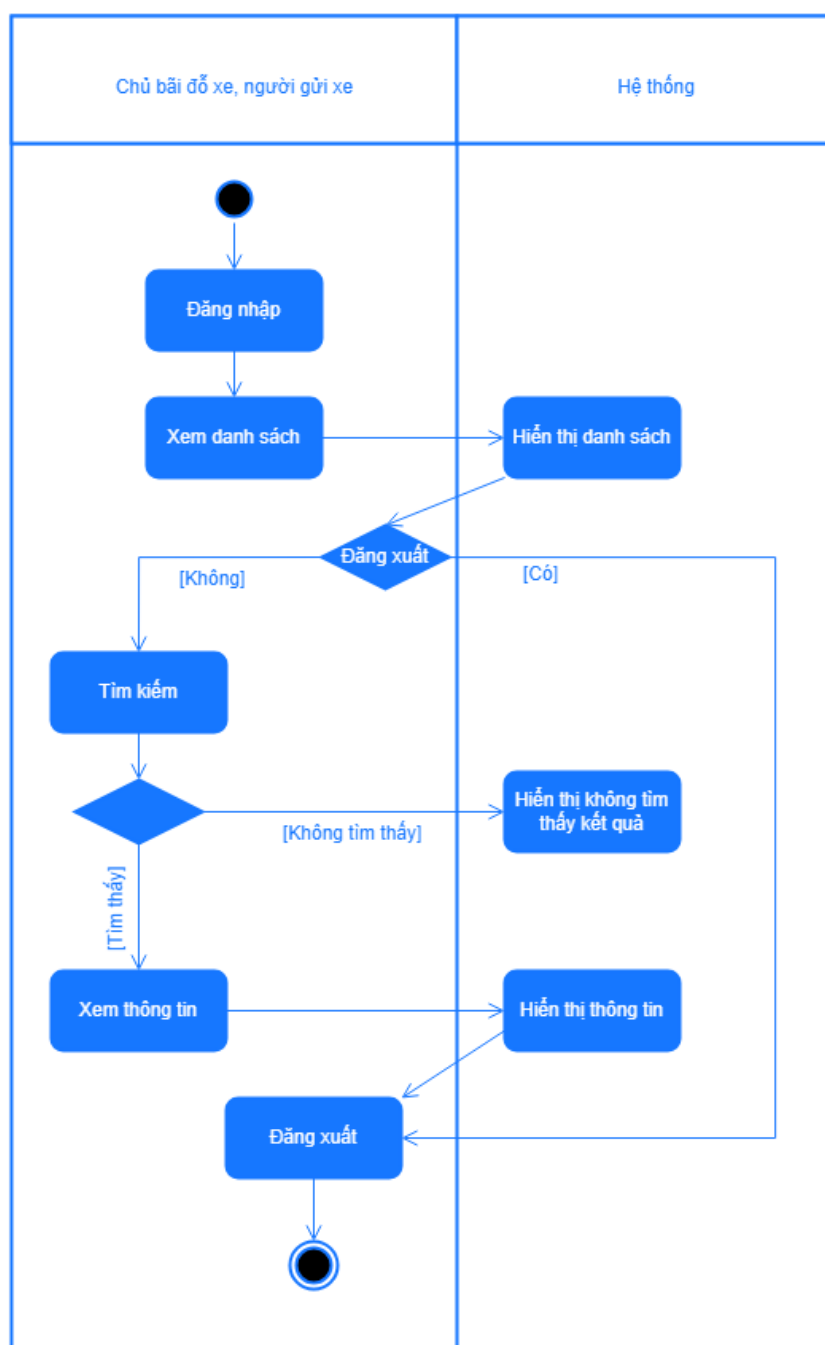 Chủ bãi đỗ xe, người gửi xe
Hệ thống
Đăng nhập
Xem danh sách
Hiển thị danh sách
Đăng xuất
[Không]
[Có]
Tìm kiếm
Hiển thị không tìm
thấy kết quả
[Không tìm thấy]
[Tìm thấy]
Xem thông tin
Hiển thị thông tin
Đăng xuất